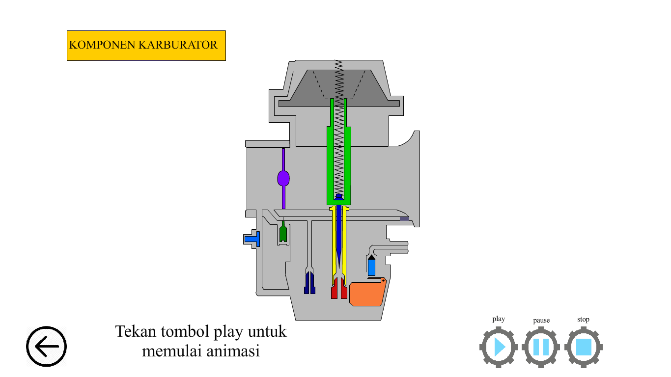 KOMPONEN KARBURATOR
Tekan tombol play untuk
memulai animasi
play pause stop